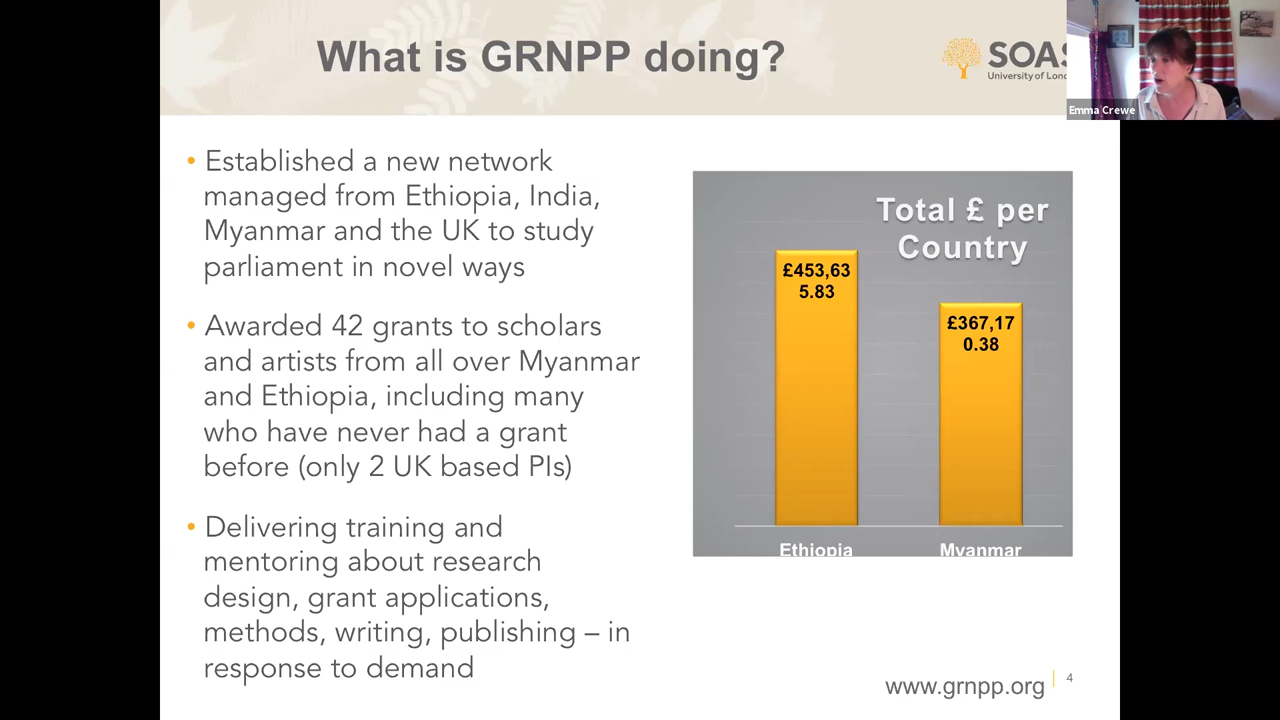 What is GRNPP doing?
SOAS
University of Lond
Emma Crewe
• Established a new network
managed from Ethiopia, India,
Myanmar and the UK to study
parliament in novel ways
• Awarded 42 grants to scholars
and artists from all over Myanmar
and Ethiopia, including many
who have never had a grant
before (only 2 UK based PIs)
• Delivering training and
mentoring about research
design, grant applications,
methods, writing, publishing – in
response to demand
Total £ per
Country
£453,63
5.83
£367,17
0.38
Ethiopia
Myanmar
www.grnpp.org
4